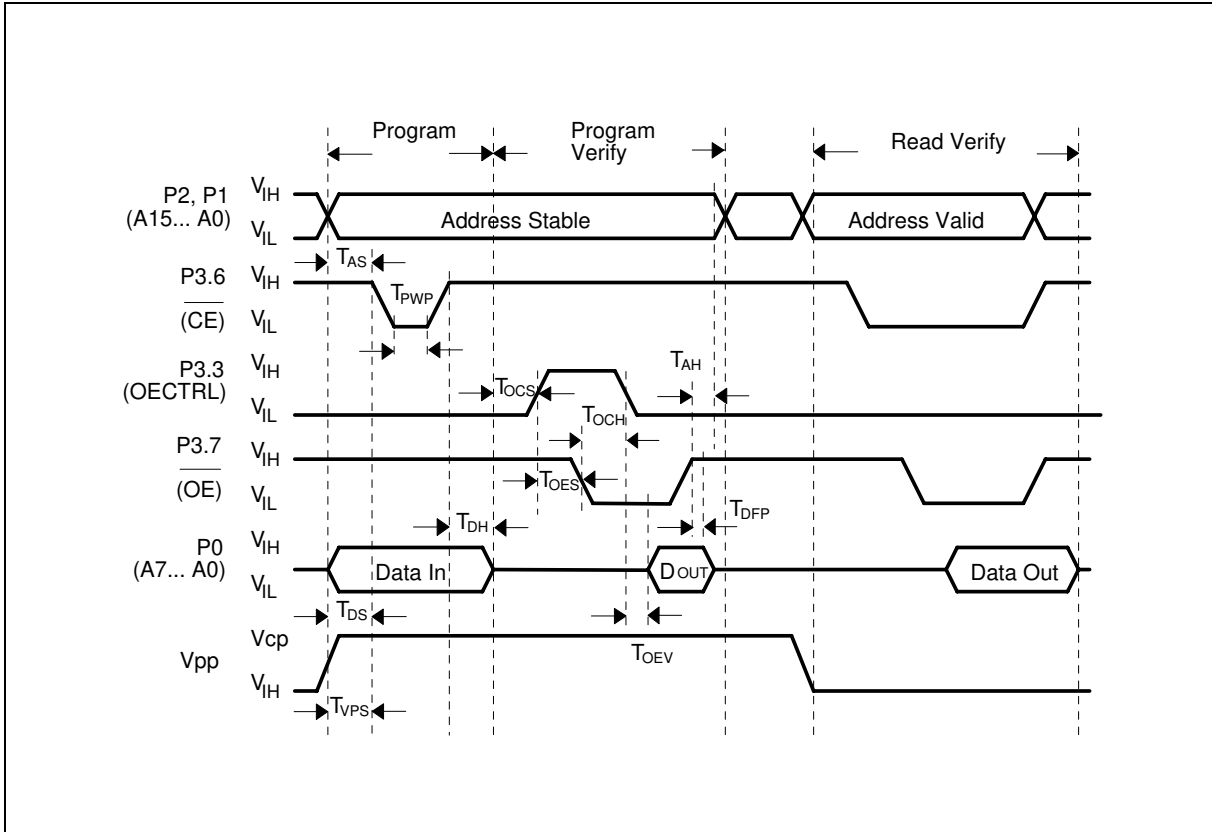 Program
Program
Verify
Read Verify
P2, P1
(A15... A0)
VIH
VIL
Address Stable
Address Valid
TAS
P3.6
(CE)
VIH
VIL
TPWP
P3.3
(OECTRL)
VIH
VIL
TOCS
TAH
TOCH
P3.7
(OE)
VIH
VIL
TOES
TDFP
TDH
P0
(A7... A0)
VIH
VIL
Data In
DOUT
Data Out
TDS
Vpp
Vcp
VIH
TOEV
TVPS